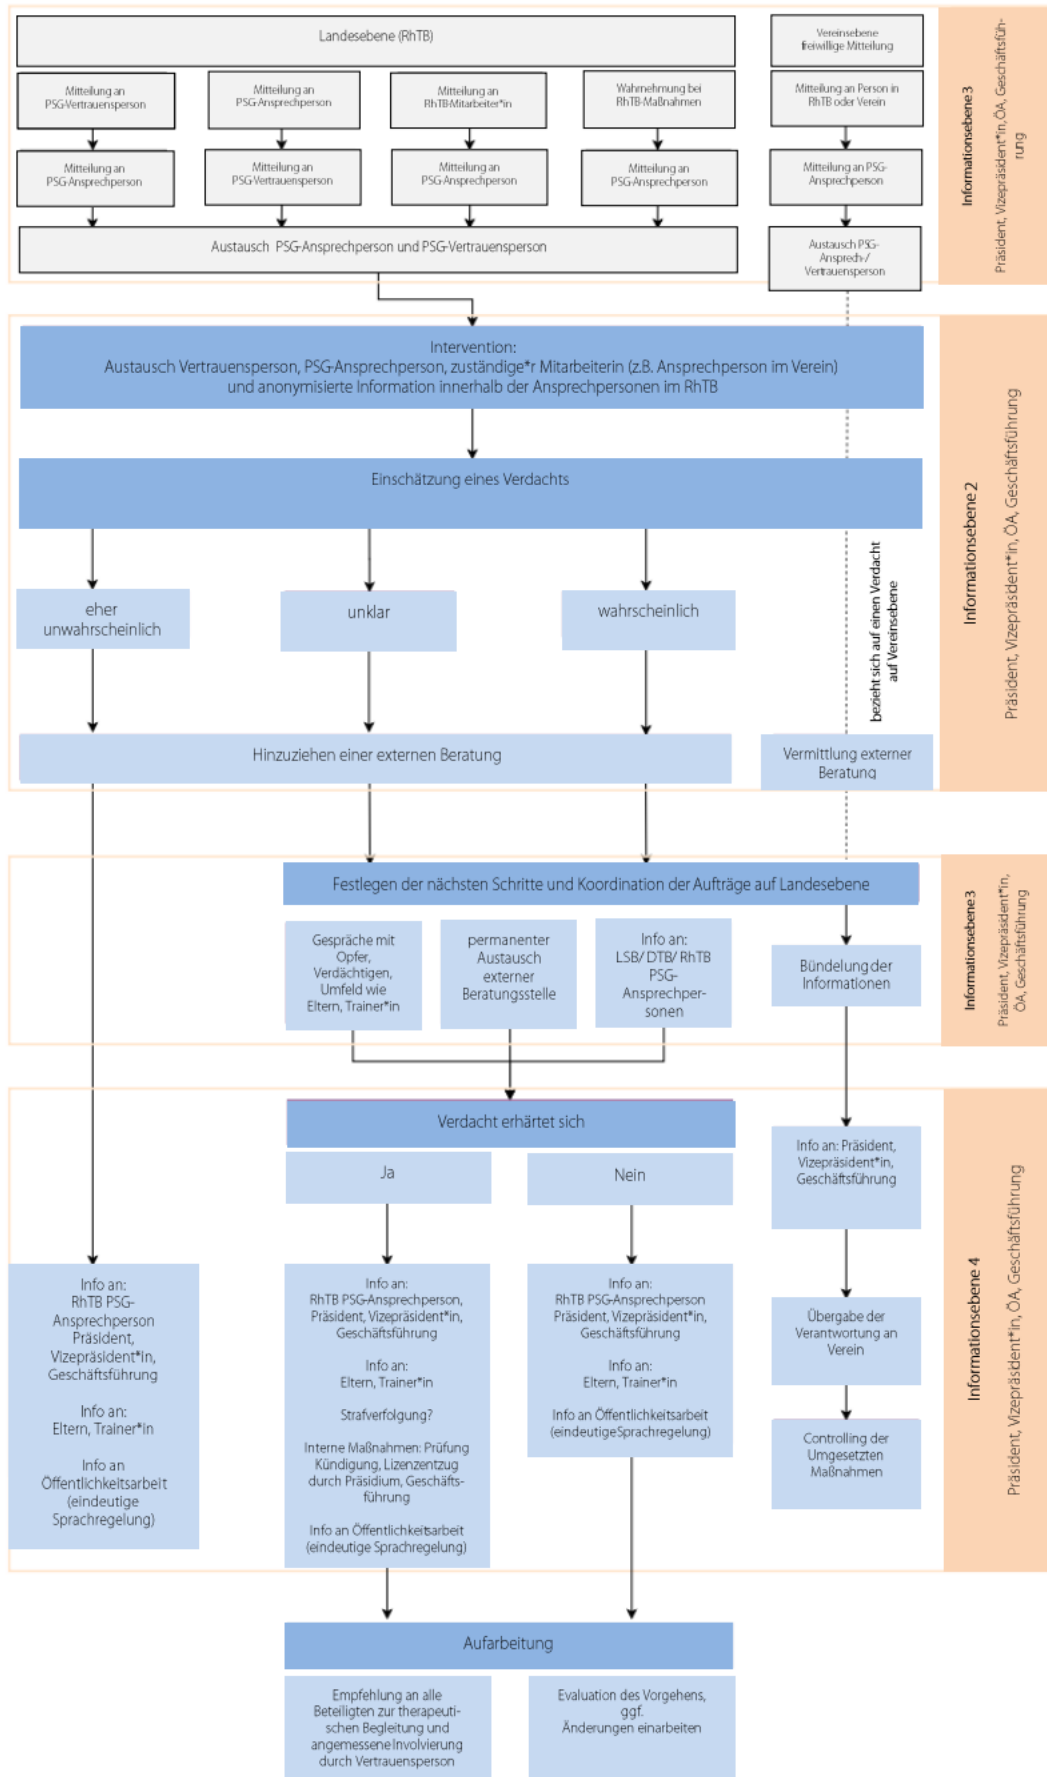 Landesebene (RhTB)
Vereinsebene
freiwillige Mitteilung
Mitteilung an
PSG-Vertrauensperson
Mitteilung an
PSG-Ansprechperson
Mitteilung an
RhTB-Mitarbeiter*in
Wahrnehmung bei
RhTB-Maßnahmen
Mitteilung an Person in
RhTB oder Verein
Mitteilung an
PSG-Ansprechperson
Mitteilung an
PSG-Vertrauensperson
Mitteilung an
PSG-Ansprechperson
Mitteilung an
PSG-Ansprechperson
Mitteilung an PSG-
Ansprechperson
Austausch PSG-Ansprechperson und PSG-Vertrauensperson
Austausch PSG-
Ansprech-/
Vertrauensperson
Informationsebene 3
Präsident, Vizepräsident*in, ÖA, Geschäftsfüh-
rung
Intervention:
Austausch Vertrauensperson, PSG-Ansprechperson, zuständige*r Mitarbeiterin (z.B. Ansprechperson im Verein)
und anonymisierte Information innerhalb der Ansprechpersonen im RhTB
Einschätzung eines Verdachts
eher
unwahrscheinlich
unklar
wahrscheinlich
bezieht sich auf einen Verdacht
auf Vereinsebene
Hinzuziehen einer externen Beratung
Vermittlung externer
Beratung
Informationsebene 2
Präsident, Vizepräsident*in, ÖA, Geschäftsführung
Festlegen der nächsten Schritte und Koordination der Aufträge auf Landesebene
Gespräche mit
Opfer,
Verdächtigen,
Umfeld wie
Eltern, Trainer*in
permanenter
Austausch
externer
Beratungsstelle
Info an:
LSB/ DTB/ RhTB
PSG-
Ansprechper-
sonen
Bündelung der
Informationen
Informationsebene 3
Präsident, Vizepräsident*in,
ÖA, Geschäftsführung
Verdacht erhärtet sich
Ja
Nein
Info an: Präsident,
Vizepräsident*in,
Geschäftsführung
Info an:
RhTB PSG-
Ansprechperson
Präsident,
Vizepräsident*in,
Geschäftsführung
Info an:
Eltern, Trainer*in
Info an
Öffentlichkeitsarbeit
(eindeutige
Sprachregelung)
Info an:
RhTB PSG-Ansprechperson,
Präsident, Vizepräsident*in,
Geschäftsführung
Info an:
Eltern, Trainer*in
Strafverfolgung?
Interne Maßnahmen: Prüfung
Kündigung, Lizenzentzug
durch Präsidium, Geschäfts-
führung
Info an Öffentlichkeitsarbeit
(eindeutige Sprachregelung)
Info an:
RhTB PSG-Ansprechperson
Präsident, Vizepräsident*in,
Geschäftsführung
Info an:
Eltern, Trainer*in
Info an Öffentlichkeitsarbeit
(eindeutige Sprachregelung)
Übergabe der
Verantwortung an
Verein
Controlling der
Umgesetzten
Maßnahmen
Informationsebene 4
Präsident, Vizepräsident*in, ÖA, Geschäftsführung
Aufarbeitung
Empfehlung an alle
Beteiligten zur therapeuti-
schen Begleitung und
angemessene Involvierung
durch Vertrauensperson
Evaluation des Vorgehens,
ggf.
Änderungen einarbeiten